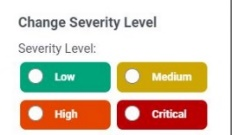 Change Severity Level
Severity Level:
Low Medium
High Critical